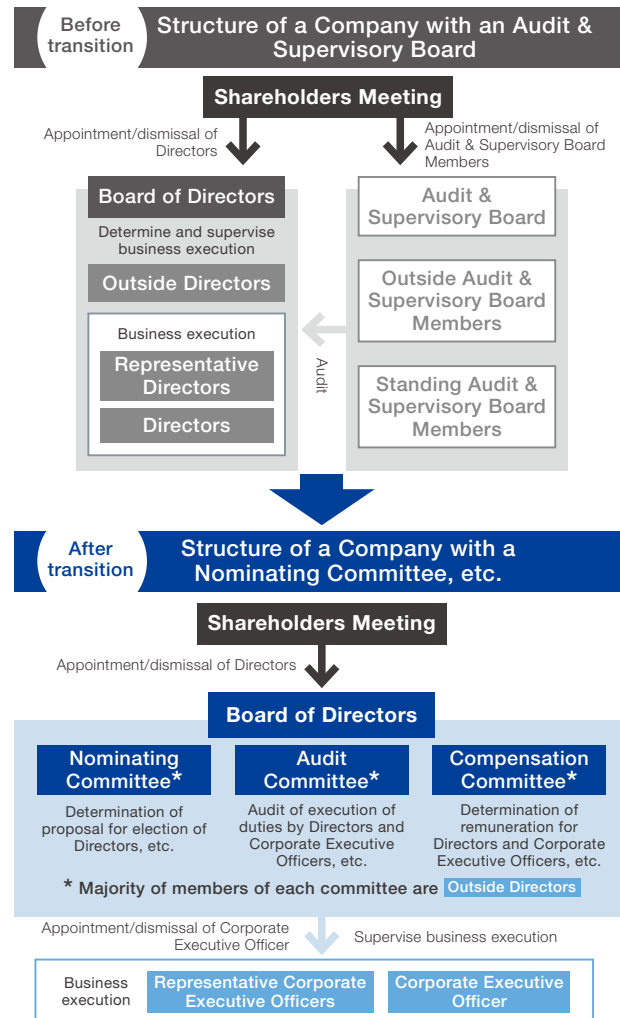 Before
transition
Structure of a Company with an Audit &
Supervisory Board
Shareholders Meeting
Appointment/dismissal of
Directors
Appointment/dismissal of
Audit & Supervisory Board
Members
Board of Directors
Determine and supervise
business execution
Outside Directors
Business execution
Representative
Directors
Directors
Audit
Audit &
Supervisory Board
Outside Audit &
Supervisory Board
Members
Standing Audit &
Supervisory Board
Members
After
transition
Structure of a Company with a
Nominating Committee, etc.
Shareholders Meeting
Appointment/dismissal of Directors
Board of Directors
Nominating
Committee*
Determination of
proposal for election of
Directors, etc.
Audit
Committee*
Audit of execution of
duties by Directors and
Corporate Executive
Officers, etc.
Compensation
Committee*
Determination of
remuneration for
Directors and Corporate
Executive Officers, etc.
* Majority of members of each committee are Outside Directors
Appointment/dismissal of Corporate
Executive Officer
Supervise business execution
Business
execution
Representative Corporate
Executive Officers
Corporate Executive
Officer